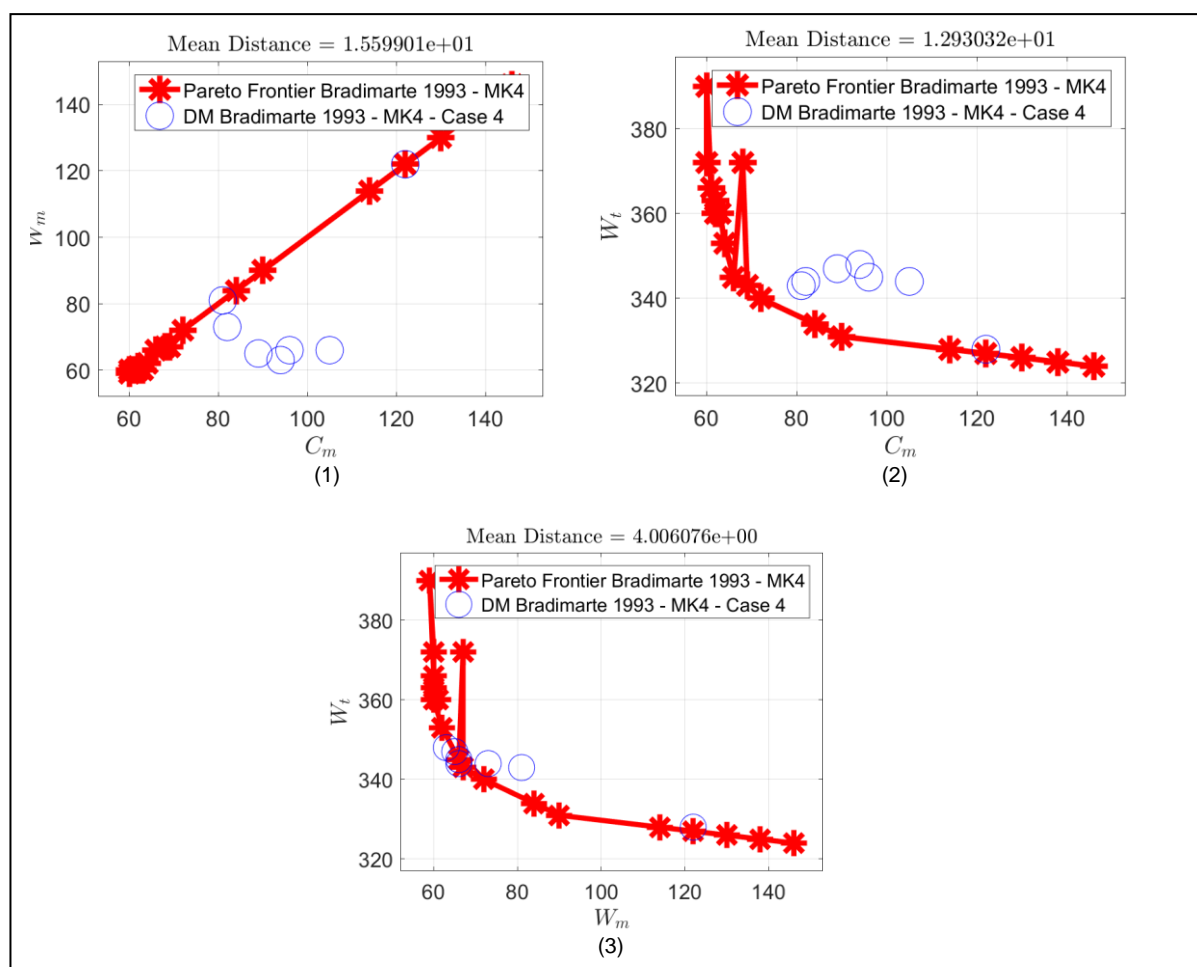 Mean Distance = 1.559901e+01
Pareto Frontier Bradimarte 1993 - MK4
DM Bradimarte 1993 - MK4 - Case 4
140
120
100
80
60
W_m
60 80 100 120 140
C_m
(1)
Mean Distance = 1.293032e+01
Pareto Frontier Bradimarte 1993 - MK4
DM Bradimarte 1993 - MK4 - Case 4
380
360
340
320
W_t
60 80 100 120 140
C_m
(2)
Mean Distance = 4.006076e+00
Pareto Frontier Bradimarte 1993 - MK4
DM Bradimarte 1993 - MK4 - Case 4
380
360
340
320
W_t
60 80 100 120 140
W_m
(3)